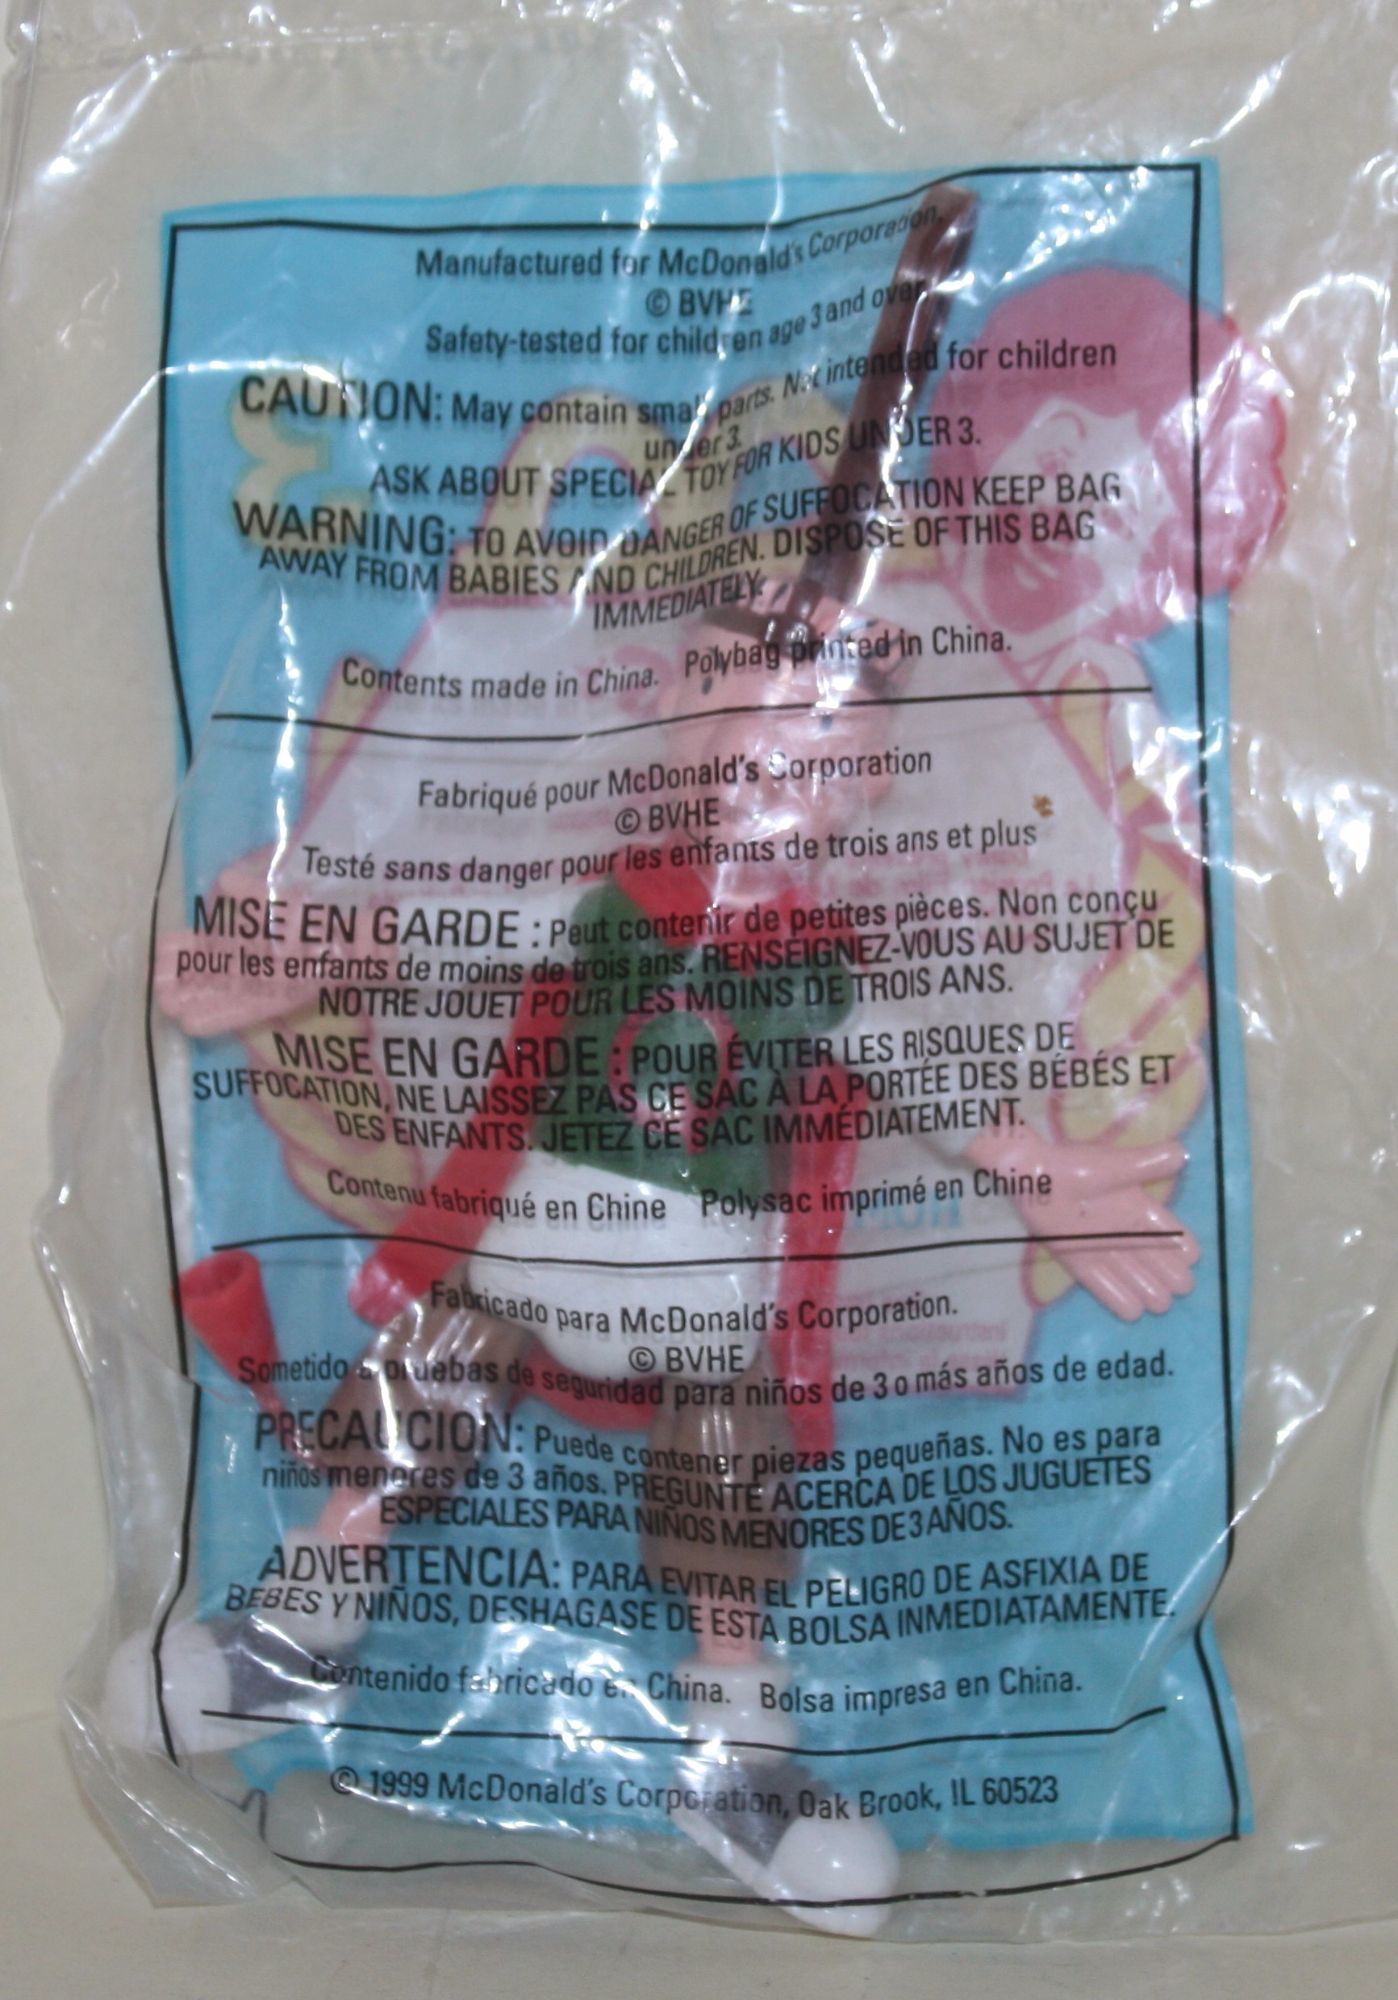 Manufactured for McDonald's Corporation.
© BVHE
Safety-tested for children age 3 and over
CAUTION: May contain small parts. Not intended for children
under 3.
ASK ABOUT SPECIAL TOY FOR KIDS UNDER 3.
WARNING: TO AVOID DANGER OF SUFFOCATION KEEP BAG
AWAY FROM BABIES AND CHILDREN. DISPOSE OF THIS BAG
IMMEDIATELY.
Contents made in China. Polybag printed in China.
Fabriqué pour McDonald's Corporation
© BVHE
Testé sans danger pour les enfants de trois ans et plus
MISE EN GARDE : Peut contenir de petites pièces. Non conçu
pour les enfants de moins de trois ans. RENSEIGNEZ-VOUS AU SUJET DE
NOTRE JOUET POUR LES MOINS DE TROIS ANS.
MISE EN GARDE : POUR ÉVITER LES RISQUES DE
SUFFOCATION, NE LAISSEZ PAS CE SAC À LA PORTÉE DES BÉBÉS ET
DES ENFANTS. JETEZ CE SAC IMMÉDIATEMENT.
Contenu fabriqué en Chine Polysac imprimé en Chine
Fabricado para McDonald's Corporation.
© BVHE
Sometido a pruebas de seguridad para niños de 3 o más años de edad.
PRECAUCION: Puede contener piezas pequeñas. No es para
niños menores de 3 años. PREGUNTE ACERCA DE LOS JUGUETES
ESPECIALES PARA NIÑOS MENORES DE 3 AÑOS.
ADVERTENCIA: PARA EVITAR EL PELIGRO DE ASFIXIA DE
BEBES Y NIÑOS, DESHAGASE DE ESTA BOLSA INMEDIATAMENTE.
Contenido fabricado en China. Bolsa impresa en China.
© 1999 McDonald's Corporation, Oak Brook, IL 60523